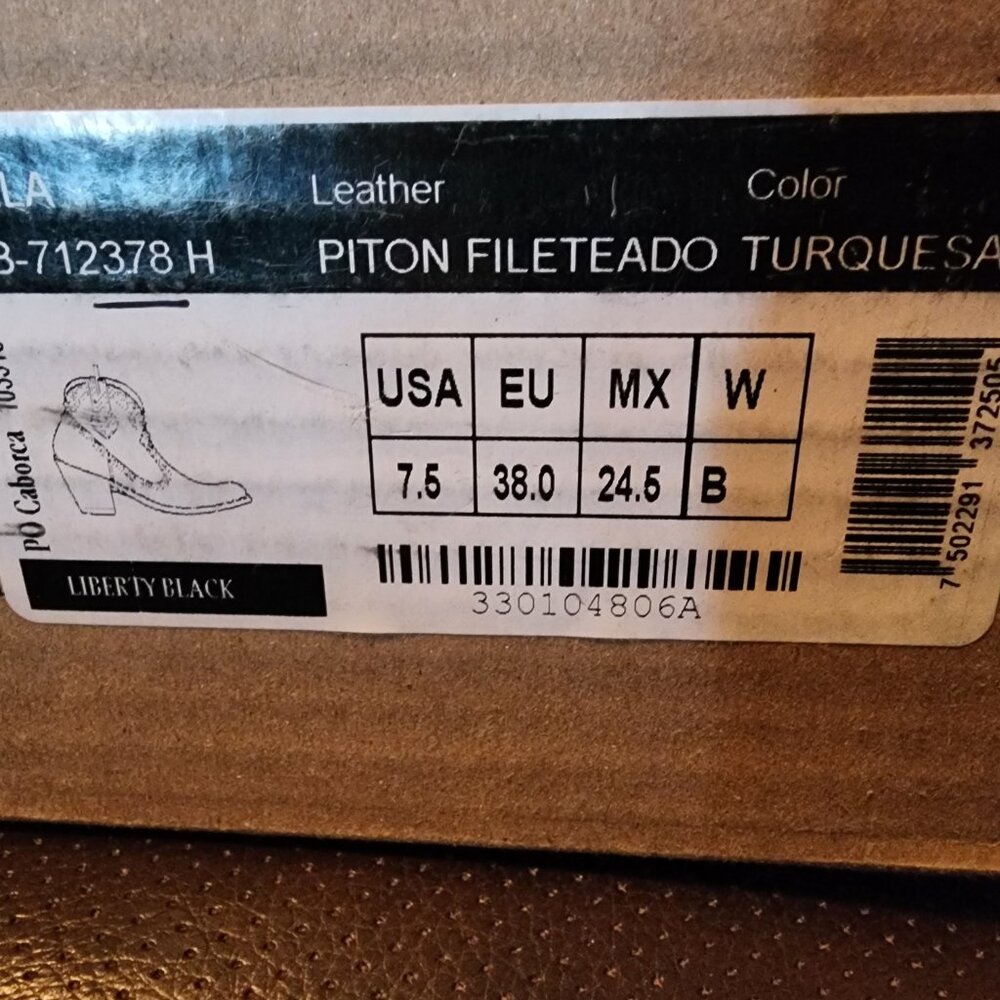 LA Leather Color
B-712378 H PITON FILETEADO TURQUESA
PO Caborca
USA EU MX W
7.5 38.0 24.5 B
LIBERTY BLACK
330104806A
7 502291 372505